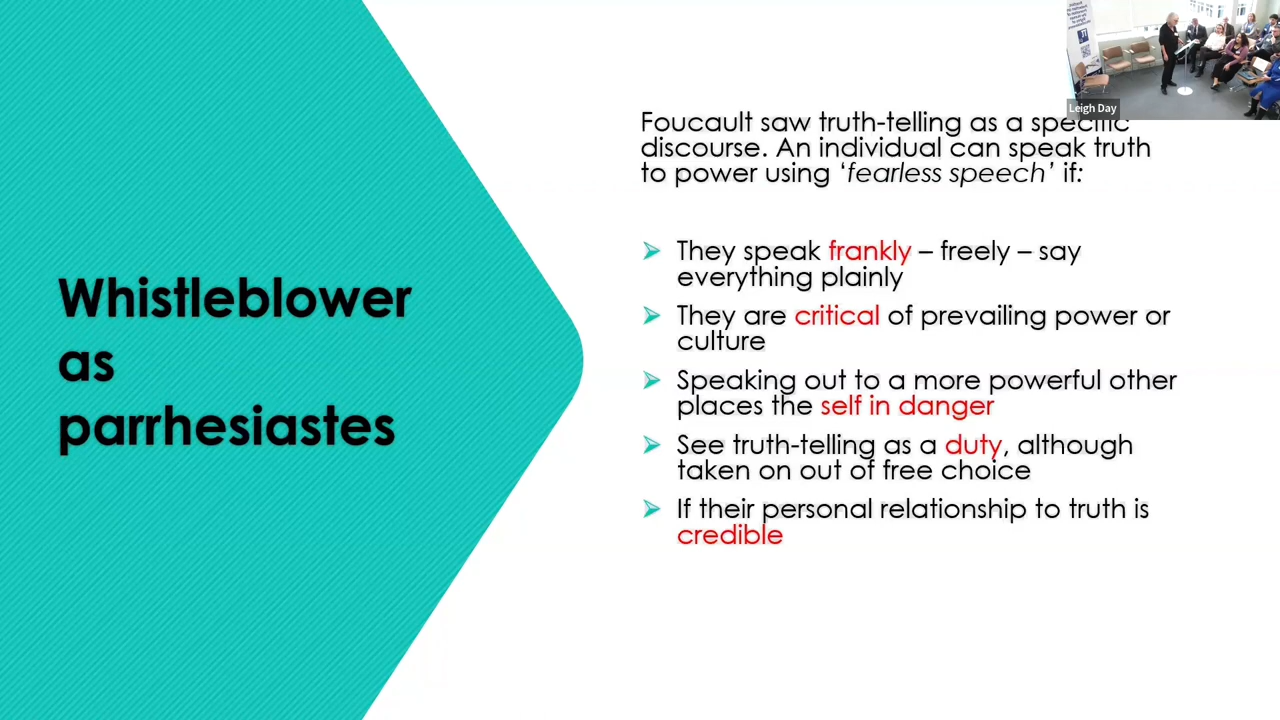 Whistleblower
as
parrhesiastes
Foucault saw truth-telling as a specific
discourse. An individual can speak truth
to power using ‘fearless speech’ if:
➢ They speak frankly – freely – say
everything plainly
➢ They are critical of prevailing power or
culture
➢ Speaking out to a more powerful other
places the self in danger
➢ See truth-telling as a duty, although
taken on out of free choice
➢ If their personal relationship to truth is
credible
Leigh Day